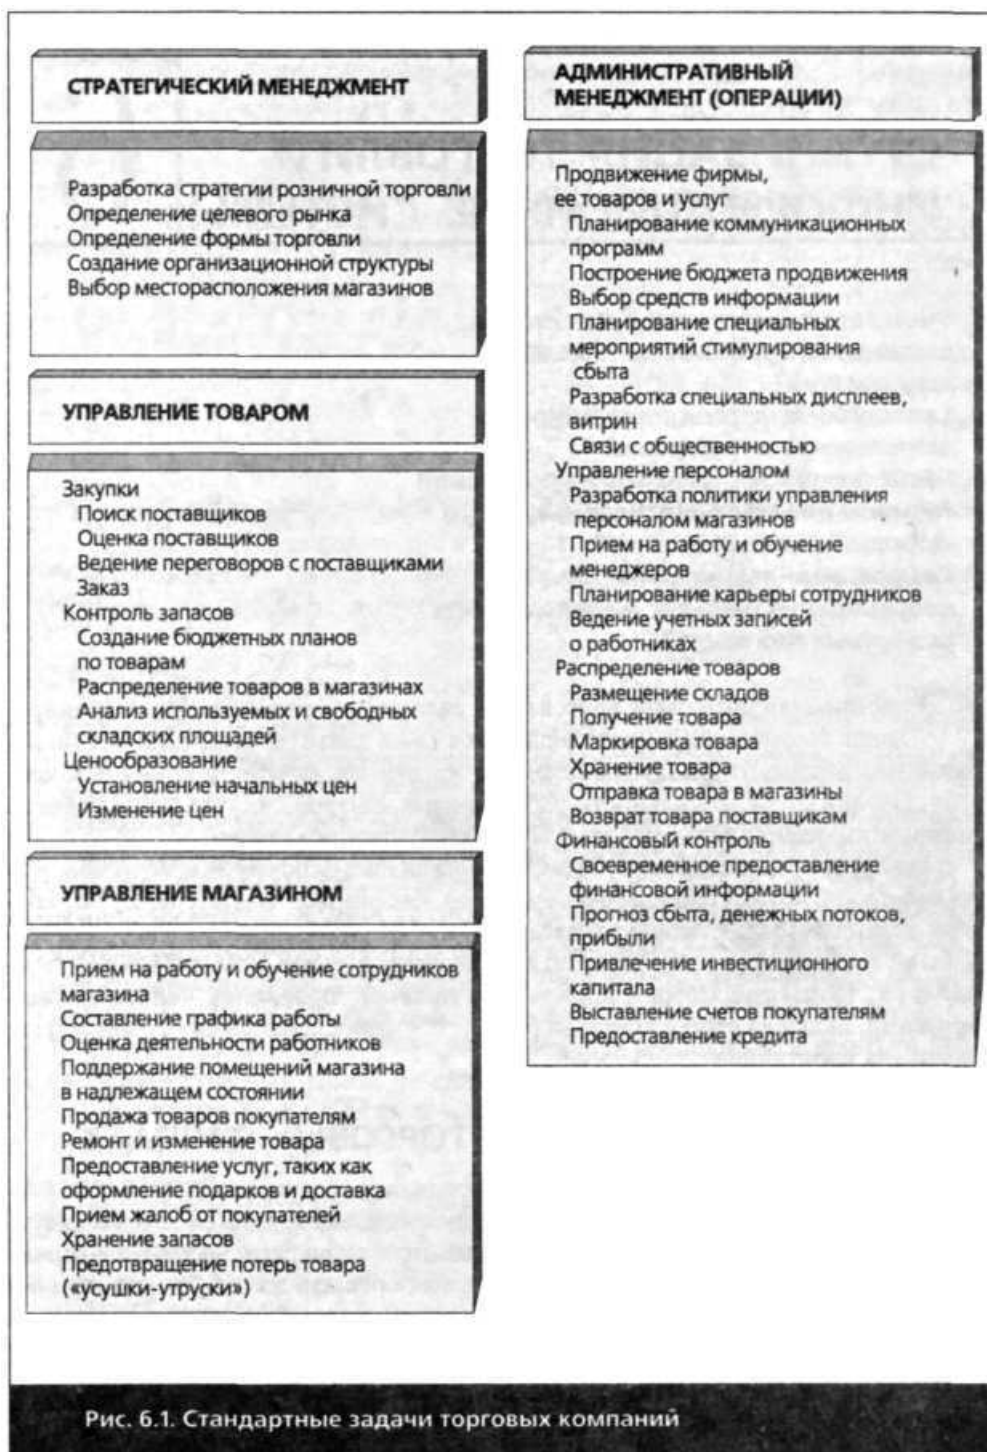 СТРАТЕГИЧЕСКИЙ МЕНЕДЖМЕНТ
Разработка стратегии розничной торговли
Определение целевого рынка
Определение формы торговли
Создание организационной структуры
Выбор месторасположения магазинов
УПРАВЛЕНИЕ ТОВАРОМ
Закупки
Поиск поставщиков
Оценка поставщиков
Ведение переговоров с поставщиками
Заказ
Контроль запасов
Создание бюджетных планов
по товарам
Распределение товаров в магазинах
Анализ используемых и свободных
складских площадей
Ценообразование
Установление начальных цен
Изменение цен
УПРАВЛЕНИЕ МАГАЗИНОМ
Прием на работу и обучение сотрудников
магазина
Составление графика работы
Оценка деятельности работников
Поддержание помещений магазина
в надлежащем состоянии
Продажа товаров покупателям
Ремонт и изменение товара
Предоставление услуг, таких как
оформление подарков и доставка
Прием жалоб от покупателей
Хранение запасов
Предотвращение потерь товара
(«усушки-утруски»)
АДМИНИСТРАТИВНЫЙ
МЕНЕДЖМЕНТ (ОПЕРАЦИИ)
Продвижение фирмы,
ее товаров и услуг
Планирование коммуникационных
программ
Построение бюджета продвижения
Выбор средств информации
Планирование специальных
мероприятий стимулирования
сбыта
Разработка специальных дисплеев,
витрин
Связи с общественностью
Управление персоналом
Разработка политики управления
персоналом магазинов
Прием на работу и обучение
менеджеров
Планирование карьеры сотрудников
Ведение учетных записей
о работниках
Распределение товаров
Размещение складов
Получение товара
Маркировка товара
Хранение товара
Отправка товара в магазины
Возврат товара поставщикам
Финансовый контроль
Своевременное предоставление
финансовой информации
Прогноз сбыта, денежных потоков,
прибыли
Привлечение инвестиционного
капитала
Выставление счетов покупателям
Предоставление кредита
Рис. 6.1. Стандартные задачи торговых компаний